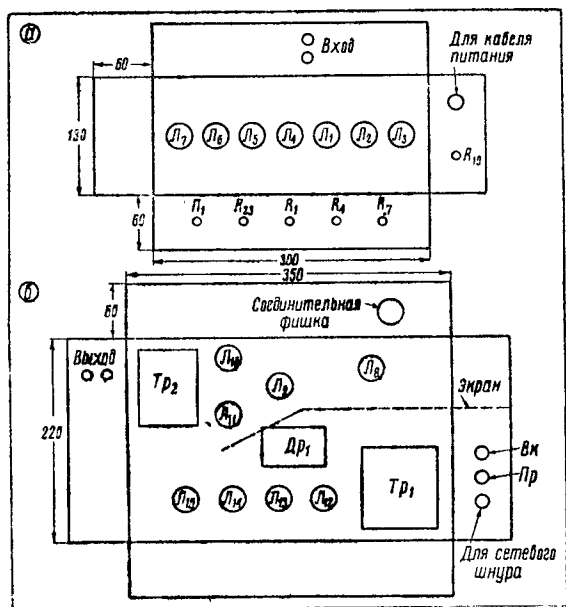 а
Вход
Для кабеля
питания
60
130
Л7 Л6 Л5 Л4 Л1 Л2 Л3
R19
П1 R23 R1 R4 R7
60
300
350
б
60
Соединительная
фишка
Выход
Тр2
Л10
Л9
Л8
Экран
Л11
220
Др1
Вк
Пр
Тр1
Л15 Л14 Л13 Л12
Для сетевого
шнура